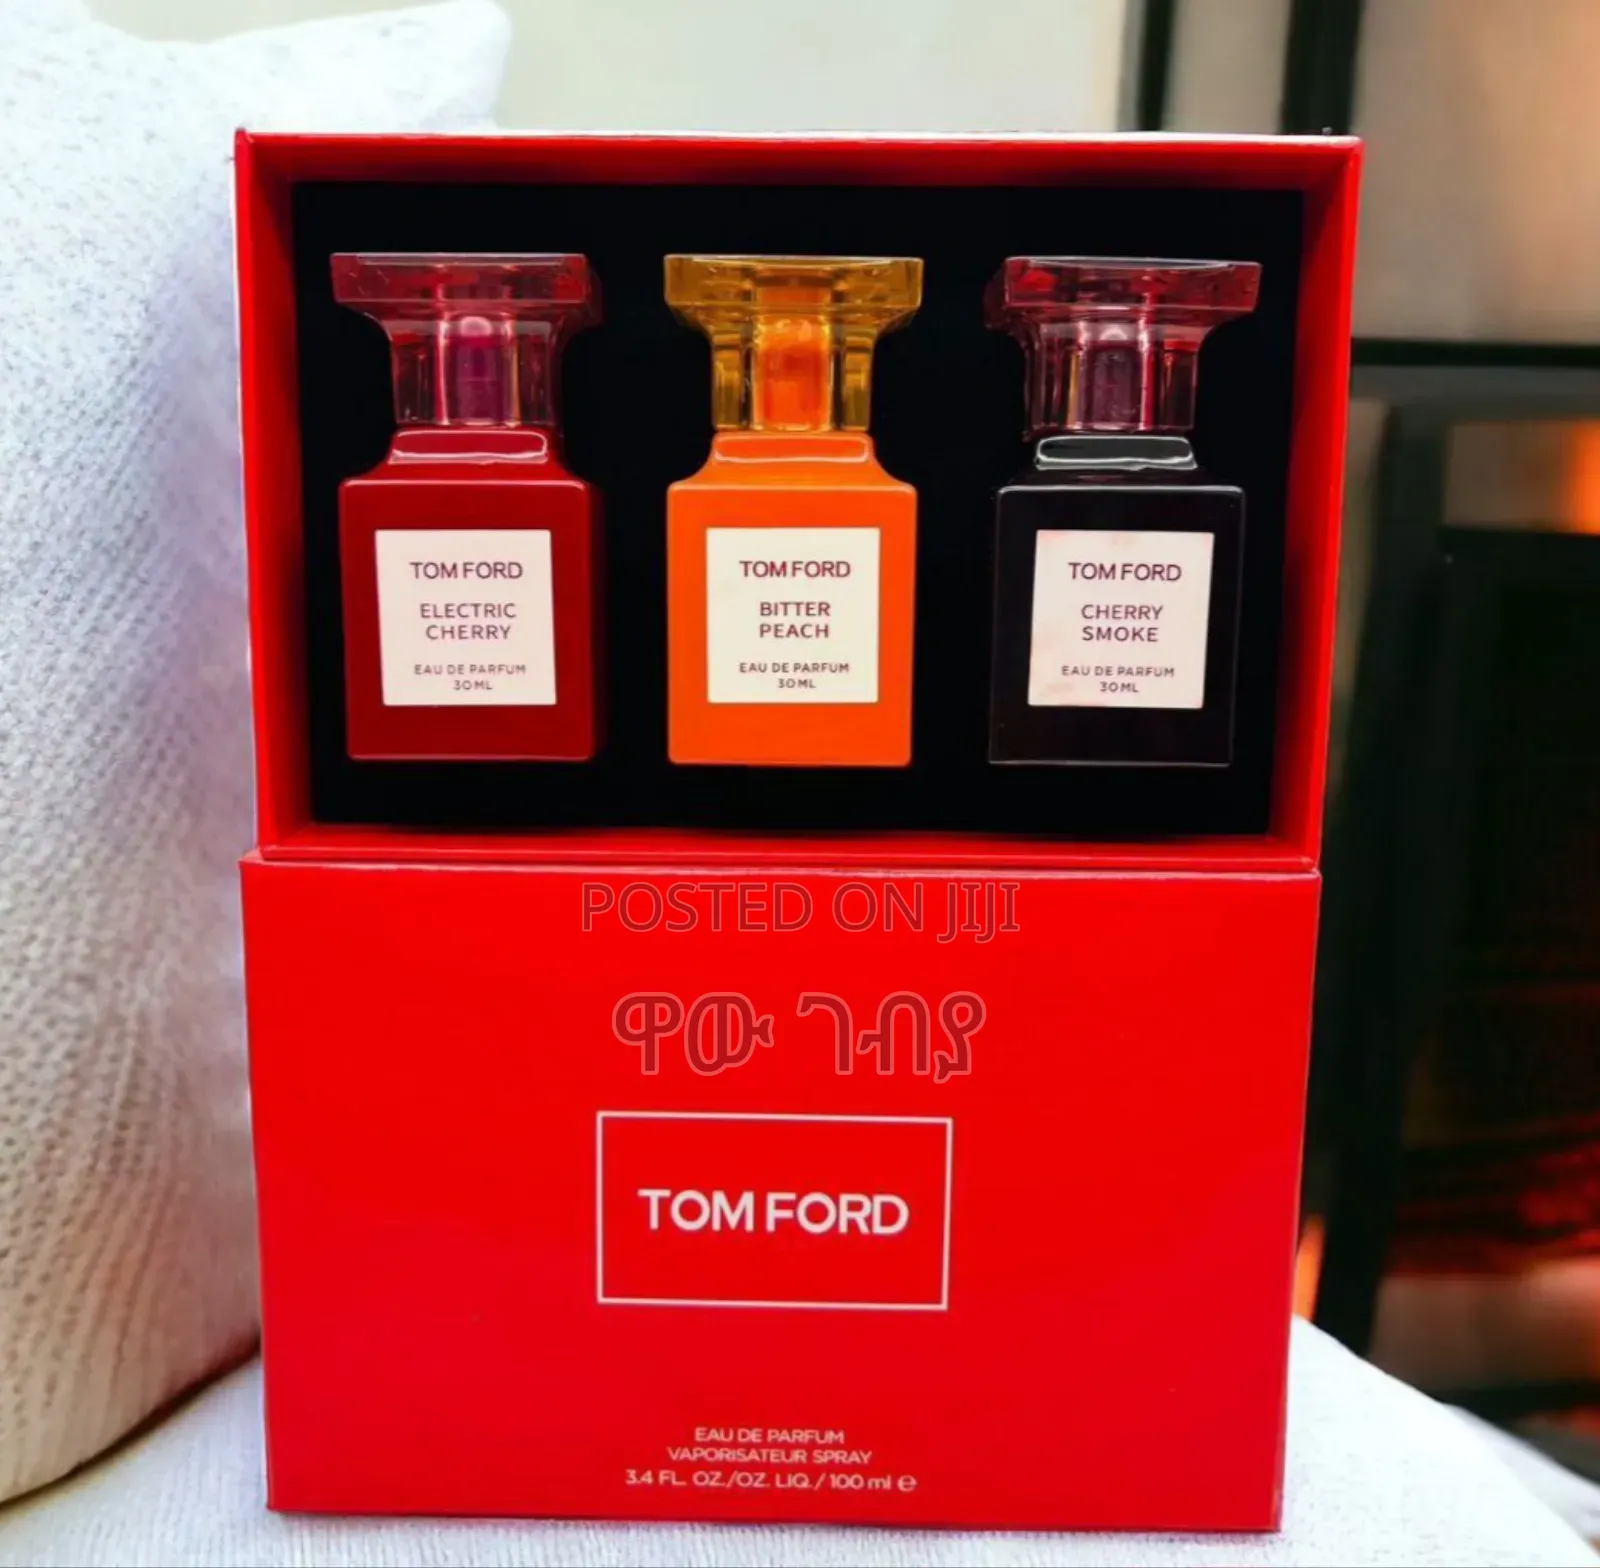 TOM FORD
ELECTRIC
CHERRY
EAU DE PARFUM
30ML
TOM FORD
BITTER
PEACH
EAU DE PARFUM
30ML
TOM FORD
CHERRY
SMOKE
EAU DE PARFUM
30ML
POSTED ON JIJI
ዋው ገብያ
TOM FORD
EAU DE PARFUM
VAPORISATEUR SPRAY
3.4 FL. OZ./OZ. LIQ. / 100 ml ℮